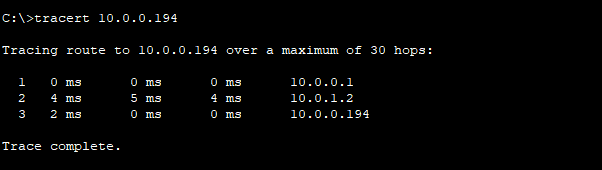 C:\>tracert 10.0.0.194
Tracing route to 10.0.0.194 over a maximum of 30 hops:
1 0 ms 0 ms 0 ms 10.0.0.1
2 4 ms 5 ms 4 ms 10.0.1.2
3 2 ms 0 ms 0 ms 10.0.0.194
Trace complete.